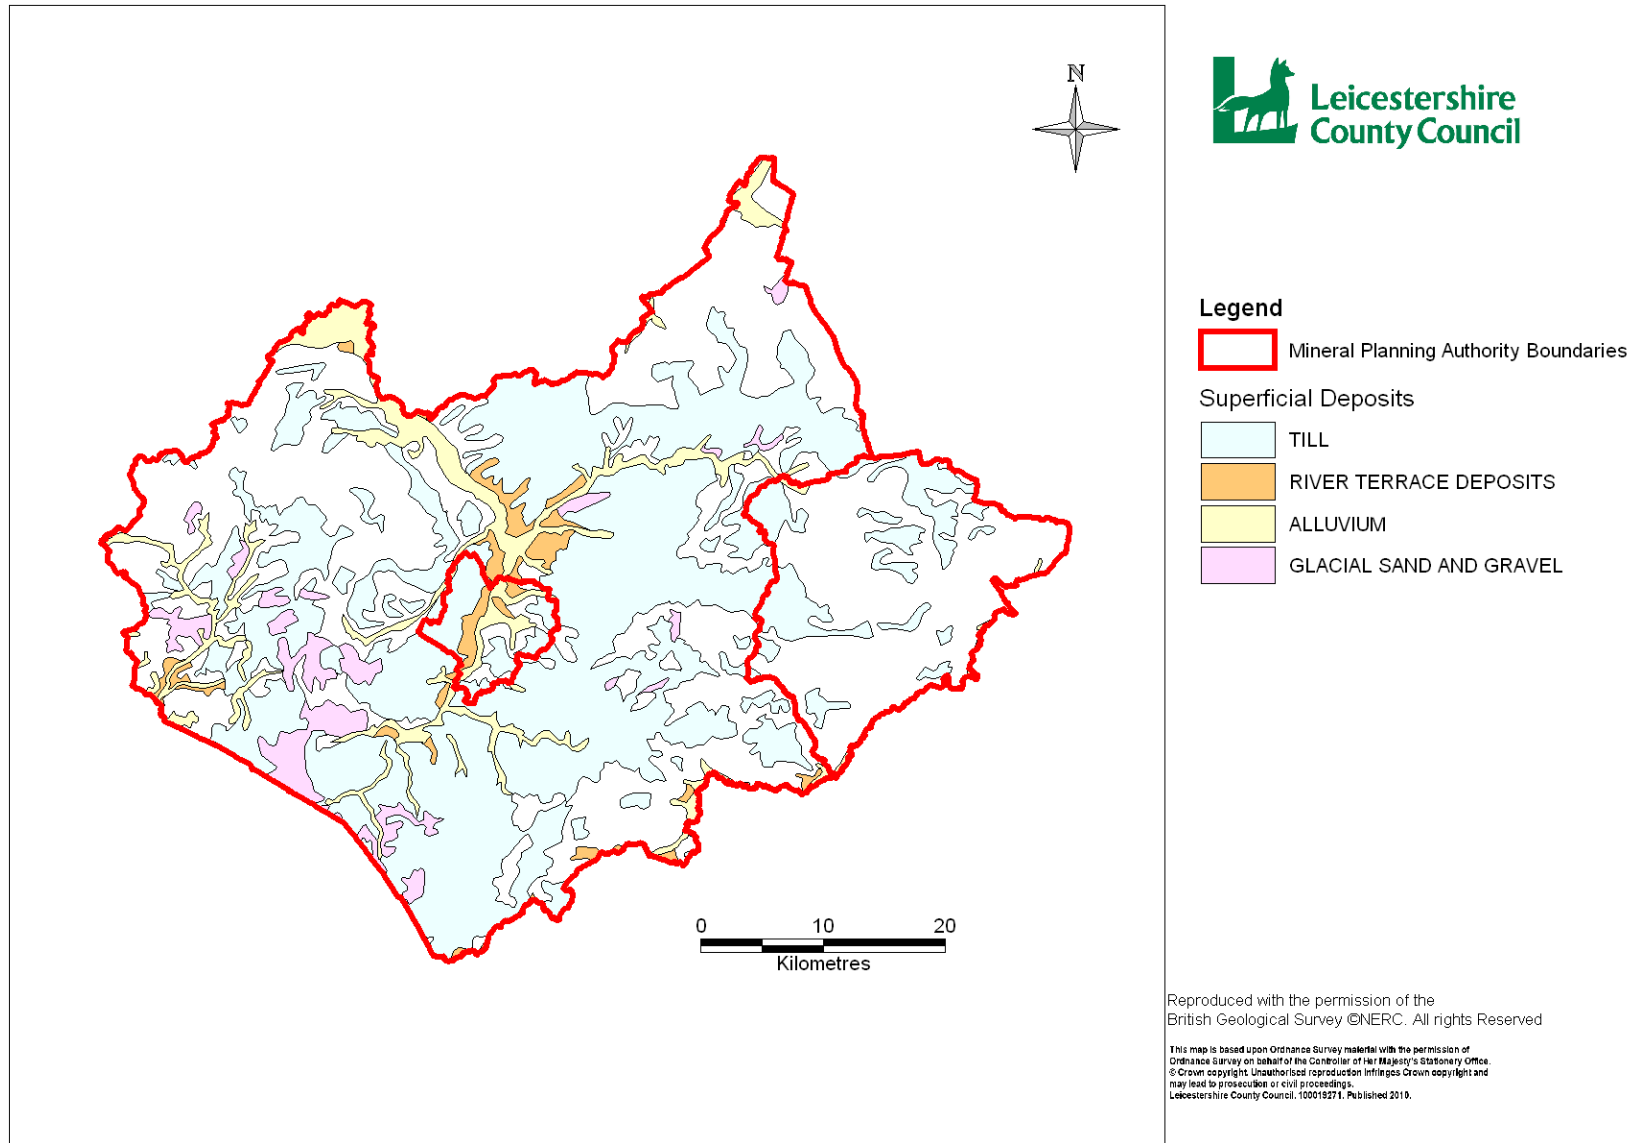 N
Leicestershire
County Council
Legend
Mineral Planning Authority Boundaries
Superficial Deposits
TILL
RIVER TERRACE DEPOSITS
ALLUVIUM
GLACIAL SAND AND GRAVEL
0 10 20
Kilometres
Reproduced with the permission of the
British Geological Survey ©NERC. All rights Reserved
This map is based upon Ordnance Survey material with the permission of
Ordnance Survey on behalf of the Controller of Her Majesty's Stationery Office.
© Crown copyright. Unauthorised reproduction infringes Crown copyright and
may lead to prosecution or civil proceedings.
Leicestershire County Council. 100019271. Published 2010.